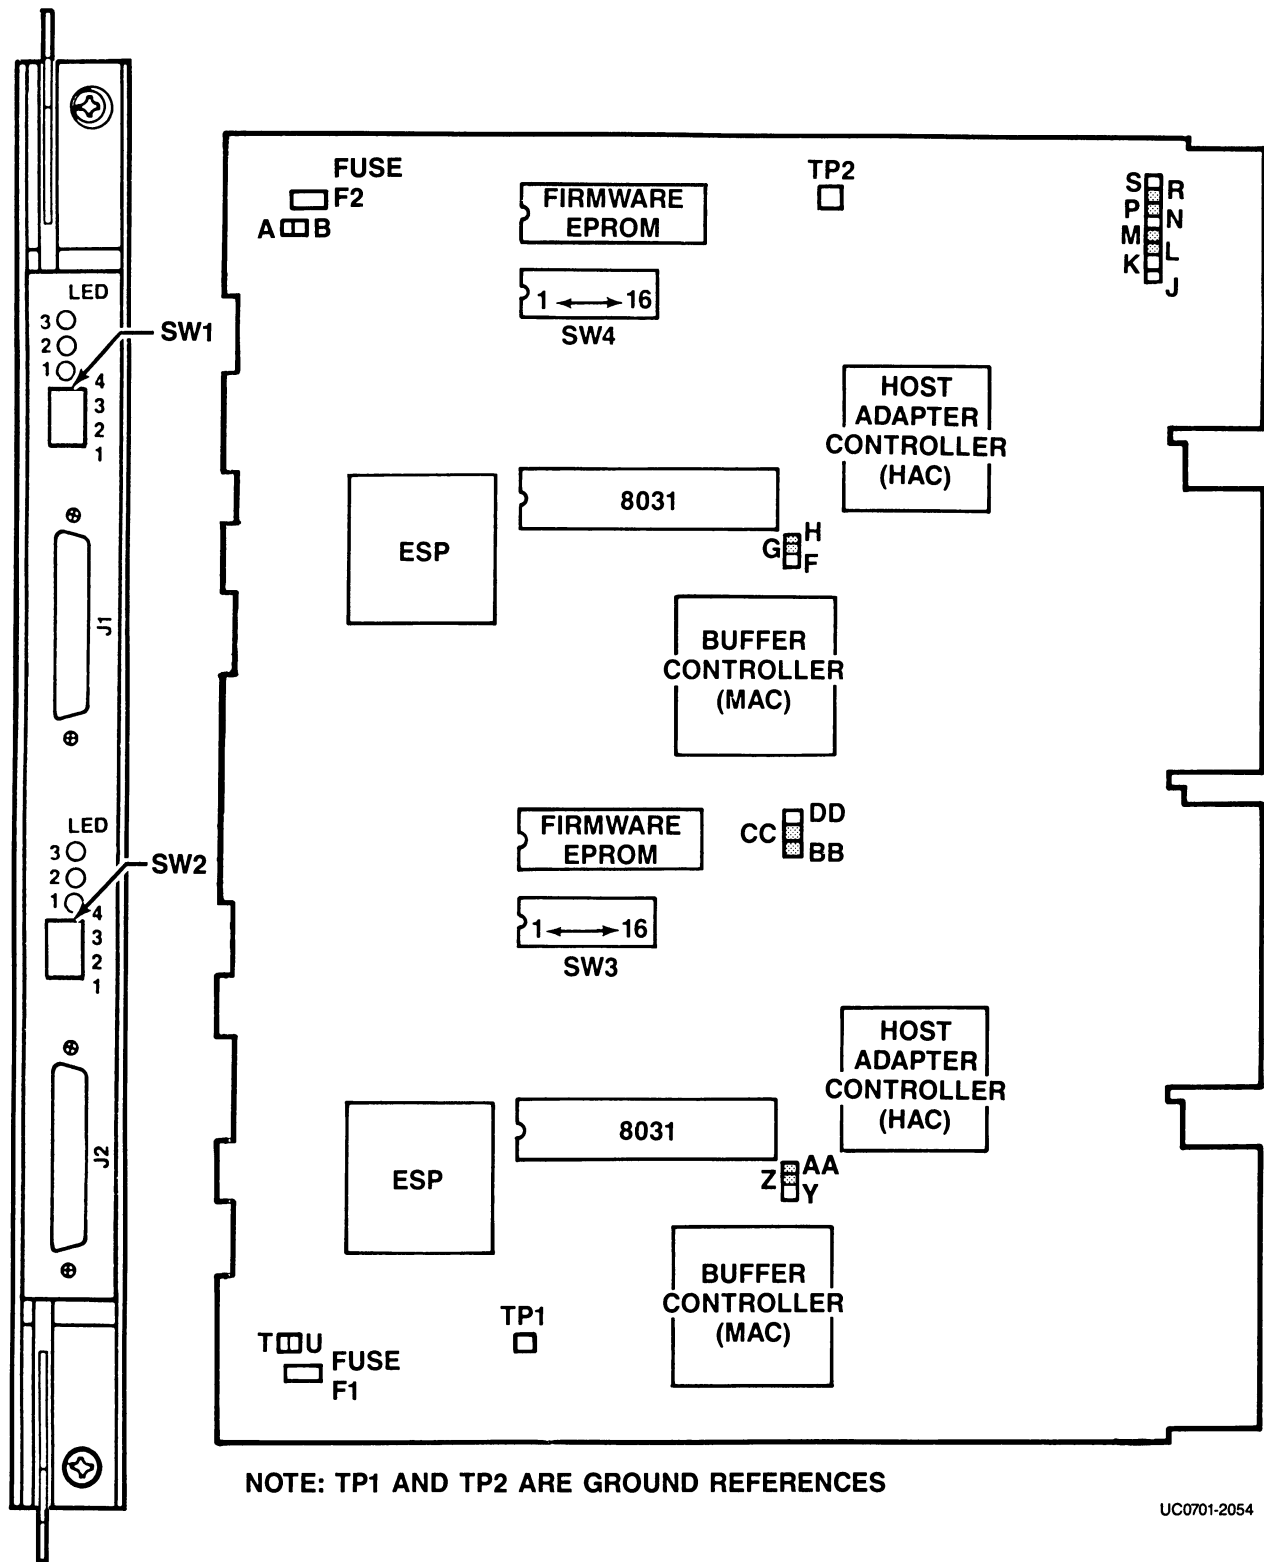 LED
3
2
1
4
3
2
1
SW1
J1
LED
3
2
1
4
3
2
1
SW2
J2
FUSE
F2
A B
FIRMWARE
EPROM
1 16
SW4
TP2
S
R
P
N
M
L
K
J
HOST
ADAPTER
CONTROLLER
(HAC)
8031
ESP
H
G
F
BUFFER
CONTROLLER
(MAC)
FIRMWARE
EPROM
DD
CC
BB
1 16
SW3
HOST
ADAPTER
CONTROLLER
(HAC)
8031
ESP
AA
Z
Y
BUFFER
CONTROLLER
(MAC)
TP1
T U
FUSE
F1
NOTE: TP1 AND TP2 ARE GROUND REFERENCES
UC0701-2054